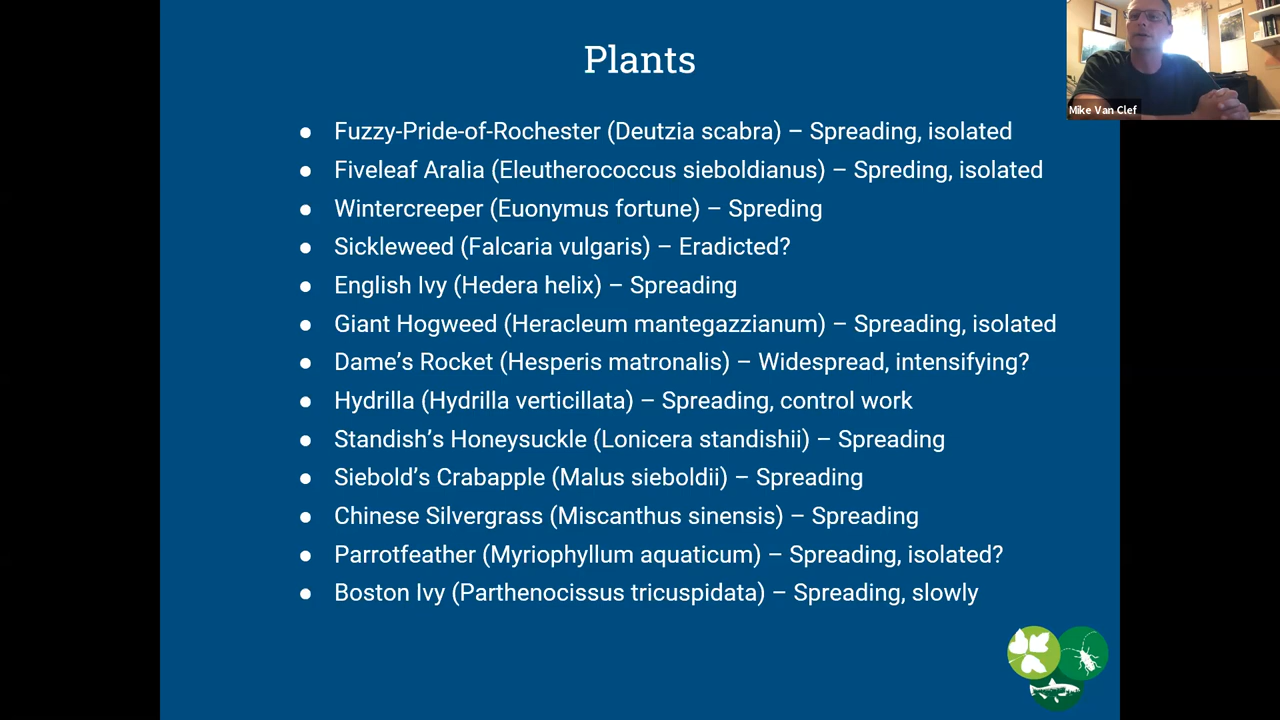 Plants
Mike Van Clef
● Fuzzy-Pride-of-Rochester (Deutzia scabra) – Spreading, isolated
● Fiveleaf Aralia (Eleutherococcus sieboldianus) – Spreding, isolated
● Wintercreeper (Euonymus fortune) – Spreding
● Sickleweed (Falcaria vulgaris) – Eradicted?
● English Ivy (Hedera helix) – Spreading
● Giant Hogweed (Heracleum mantegazzianum) – Spreading, isolated
● Dame’s Rocket (Hesperis matronalis) – Widespread, intensifying?
● Hydrilla (Hydrilla verticillata) – Spreading, control work
● Standish’s Honeysuckle (Lonicera standishii) – Spreading
● Siebold’s Crabapple (Malus sieboldii) – Spreading
● Chinese Silvergrass (Miscanthus sinensis) – Spreading
● Parrotfeather (Myriophyllum aquaticum) – Spreading, isolated?
● Boston Ivy (Parthenocissus tricuspidata) – Spreading, slowly